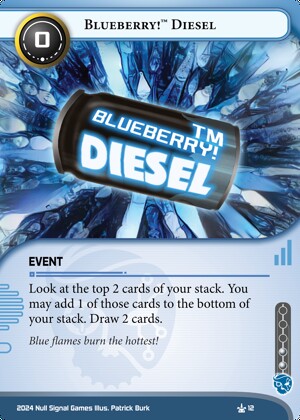 Blueberry!™ Diesel
0
BLUEBERRY!™
DIESEL
EVENT
Look at the top 2 cards of your stack. You
may add 1 of those cards to the bottom of
your stack. Draw 2 cards.
Blue flames burn the hottest!
2024 Null Signal Games Illus. Patrick Burk
12